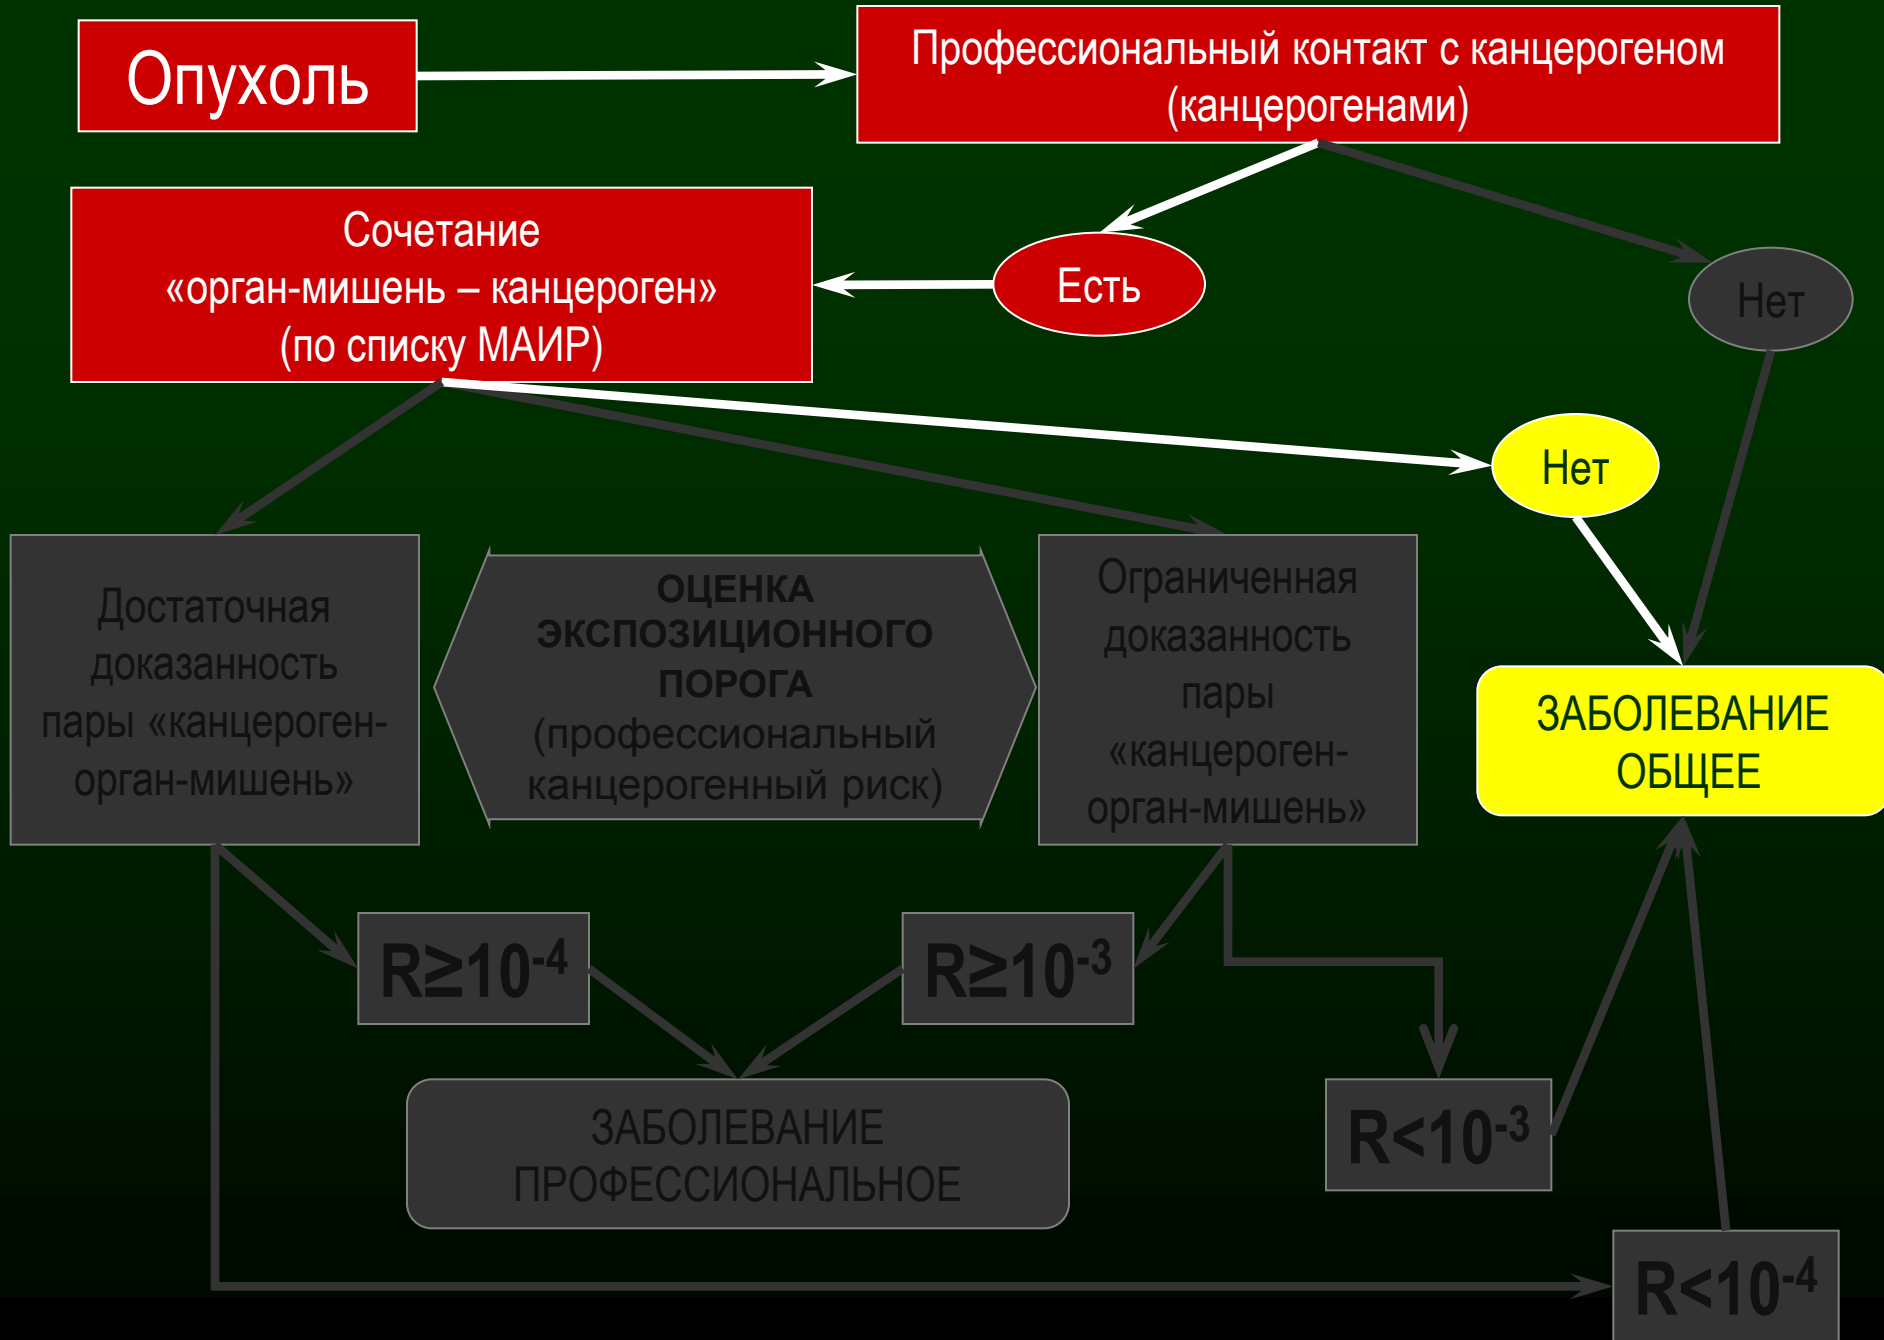 Опухоль
Профессиональный контакт с канцерогеном
(канцерогенами)
Сочетание
«орган-мишень – канцероген»
(по списку МАИР)
Есть
Нет
Нет
Достаточная
доказанность
пары «канцероген-
орган-мишень»
ОЦЕНКА
ЭКСПОЗИЦИОННОГО
ПОРОГА
(профессиональный
канцерогенный риск)
Ограниченная
доказанность
пары
«канцероген-
орган-мишень»
ЗАБОЛЕВАНИЕ
ОБЩЕЕ
R≥10⁻⁴
R≥10⁻³
ЗАБОЛЕВАНИЕ
ПРОФЕССИОНАЛЬНОЕ
R<10⁻³
R<10⁻⁴